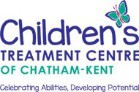 Children's
TREATMENT CENTRE
OF CHATHAM-KENT
Celebrating Abilities, Developing Potential